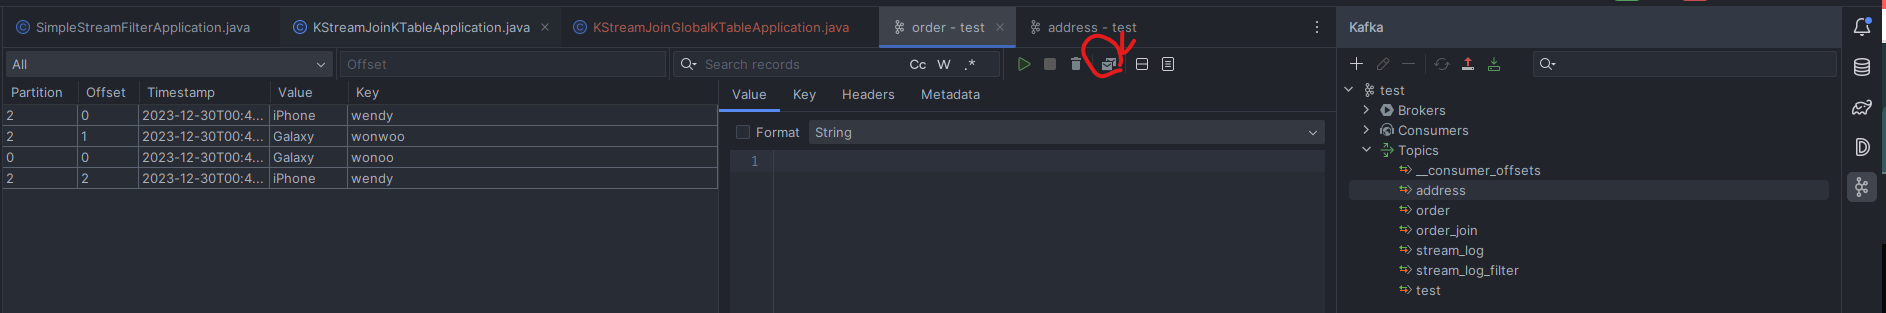 SimpleStreamFilterApplication.java KStreamJoinKTableApplication.java KStreamJoinGlobalKTableApplication.java order - test address - test Kafka
All Offset Search records Cc W .*
Partition Offset Timestamp Value Key
2 0 2023-12-30T00:4... iPhone wendy
2 1 2023-12-30T00:4... Galaxy wonwoo
0 0 2023-12-30T00:4... Galaxy wonoo
2 2 2023-12-30T00:4... iPhone wendy
Value Key Headers Metadata
Format String
1
test
Brokers
Consumers
Topics
__consumer_offsets
address
order
order_join
stream_log
stream_log_filter
test